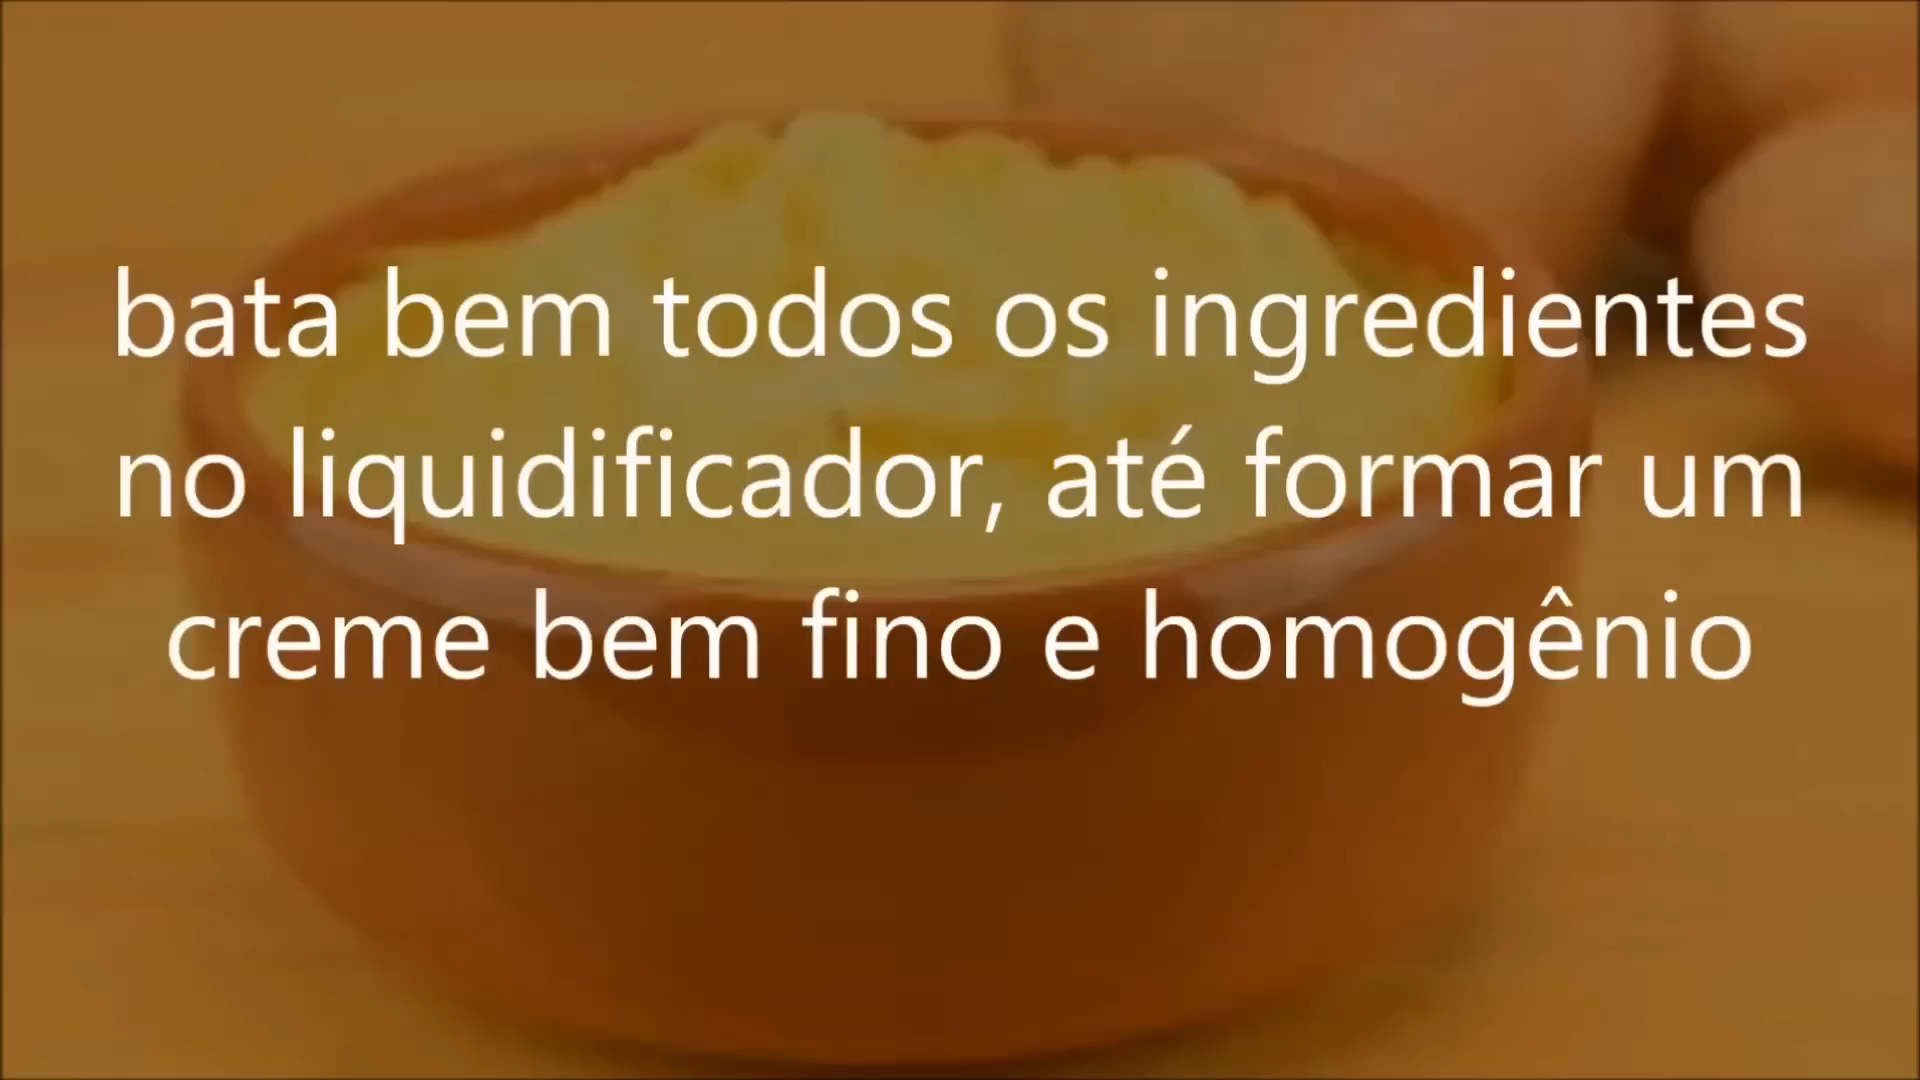 bata bem todos os ingredientes
no liquidificador, até formar um
creme bem fino e homogênio